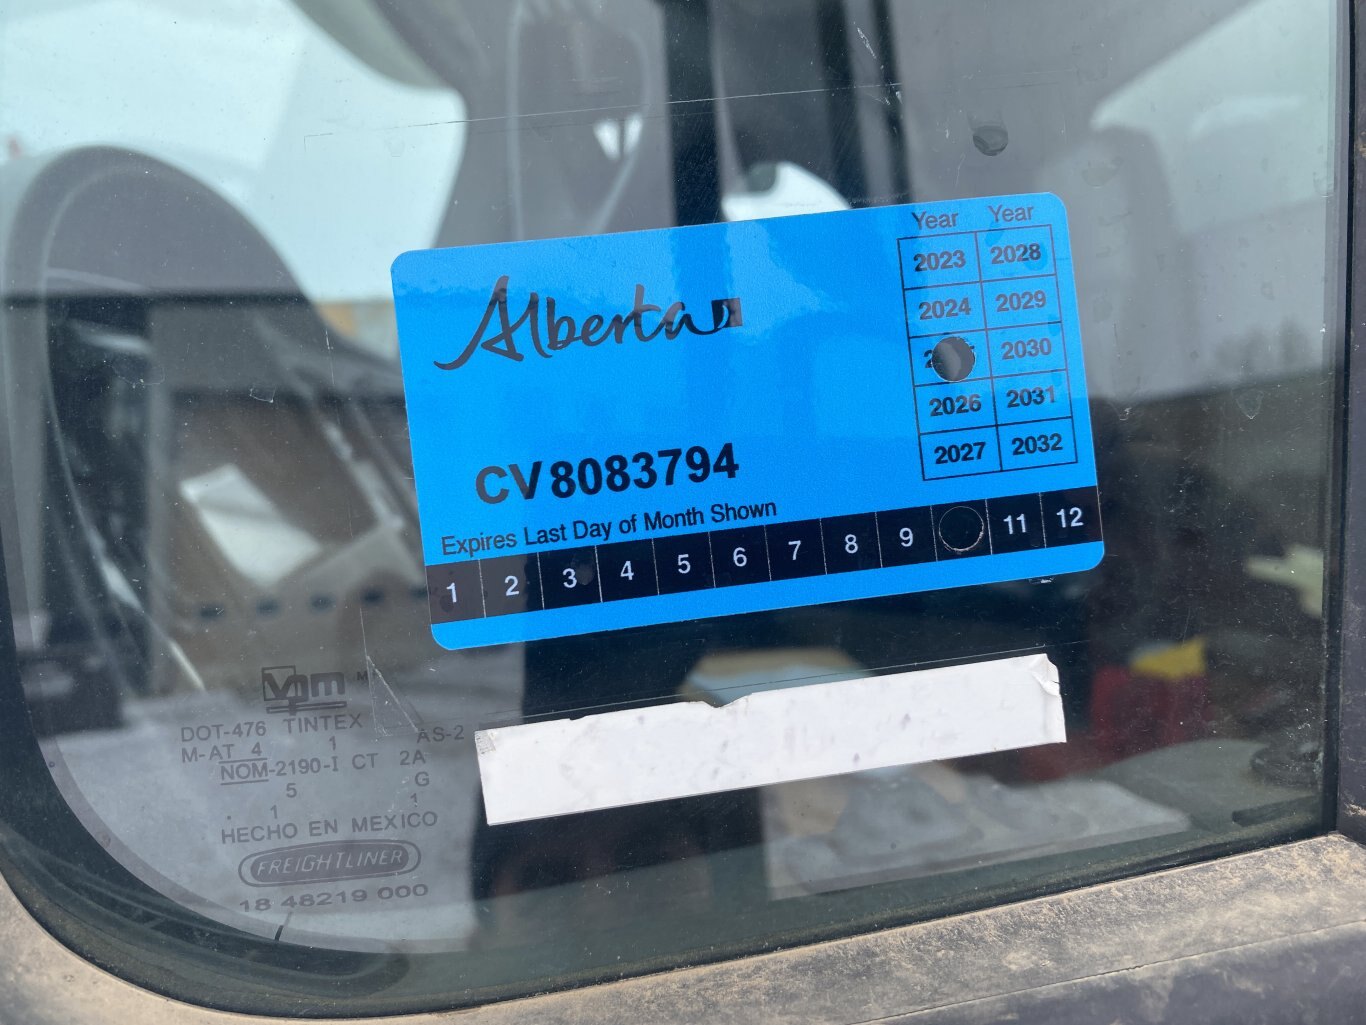 Alberta
Year Year
2023 2028
2024 2029
2030
2026 2031
2027 2032
CV8083794
Expires Last Day of Month Shown
1 2 3 4 5 6 7 8 9 11 12
vpm M
DOT-476 TINTEX AS-2
M-AT 4 1
NOM-2190-I CT 2A
5 G
. 1 1
HECHO EN MEXICO
FREIGHTLINER
18 48219 000